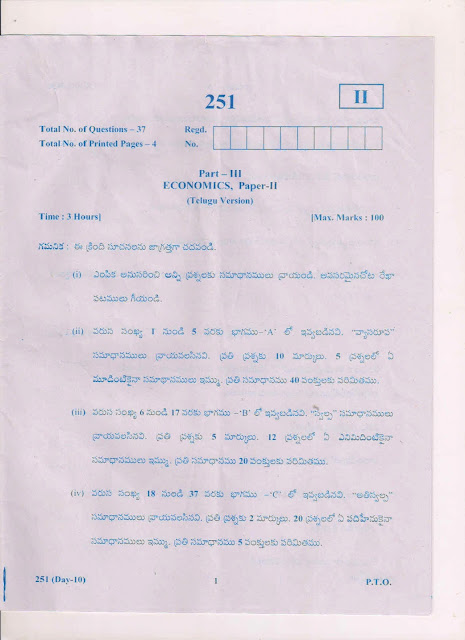 251
II
Total No. of Questions – 37 Regd.
Total No. of Printed Pages – 4 No.
Part – III
ECONOMICS, Paper-II
(Telugu Version)
Time : 3 Hours] [Max. Marks : 100
గమనిక : ఈ క్రింది సూచనలను జాగ్రత్తగా చదవండి.
(i) ఎంపిక అనుసరించి అన్ని ప్రశ్నలకు సమాధానములు వ్రాయండి. అవసరమైనచోట రేఖా
పటములు గీయండి.
(ii) వరుస సంఖ్య 1 నుండి 5 వరకు భాగము–‘A’ లో ఇవ్వబడినవి. “వ్యాసరూప”
సమాధానములు వ్రాయవలసినవి. ప్రతి ప్రశ్నకు 10 మార్కులు. 5 ప్రశ్నలలో ఏ
మూడింటికైనా సమాధానములు ఇమ్ము. ప్రతి సమాధానము 40 పంక్తులకు పరిమితము.
(iii) వరుస సంఖ్య 6 నుండి 17 వరకు భాగము –‘B’ లో ఇవ్వబడినవి. “స్వల్ప” సమాధానములు
వ్రాయవలసినవి. ప్రతి ప్రశ్నకు 5 మార్కులు. 12 ప్రశ్నలలో ఏ ఎనిమిదింటికైనా
సమాధానములు ఇమ్ము. ప్రతి సమాధానము 20 పంక్తులకు పరిమితము.
(iv) వరుస సంఖ్య 18 నుండి 37 వరకు భాగము –‘C’ లో ఇవ్వబడినవి. “అతిస్వల్ప”
సమాధానములు వ్రాయవలసినవి. ప్రతి ప్రశ్నకు 2 మార్కులు. 20 ప్రశ్నలలో ఏ పదిహేనుకైనా
సమాధానములు ఇమ్ము. ప్రతి సమాధానము 5 పంక్తులకు పరిమితము.
251 (Day-10) 1 P.T.O.